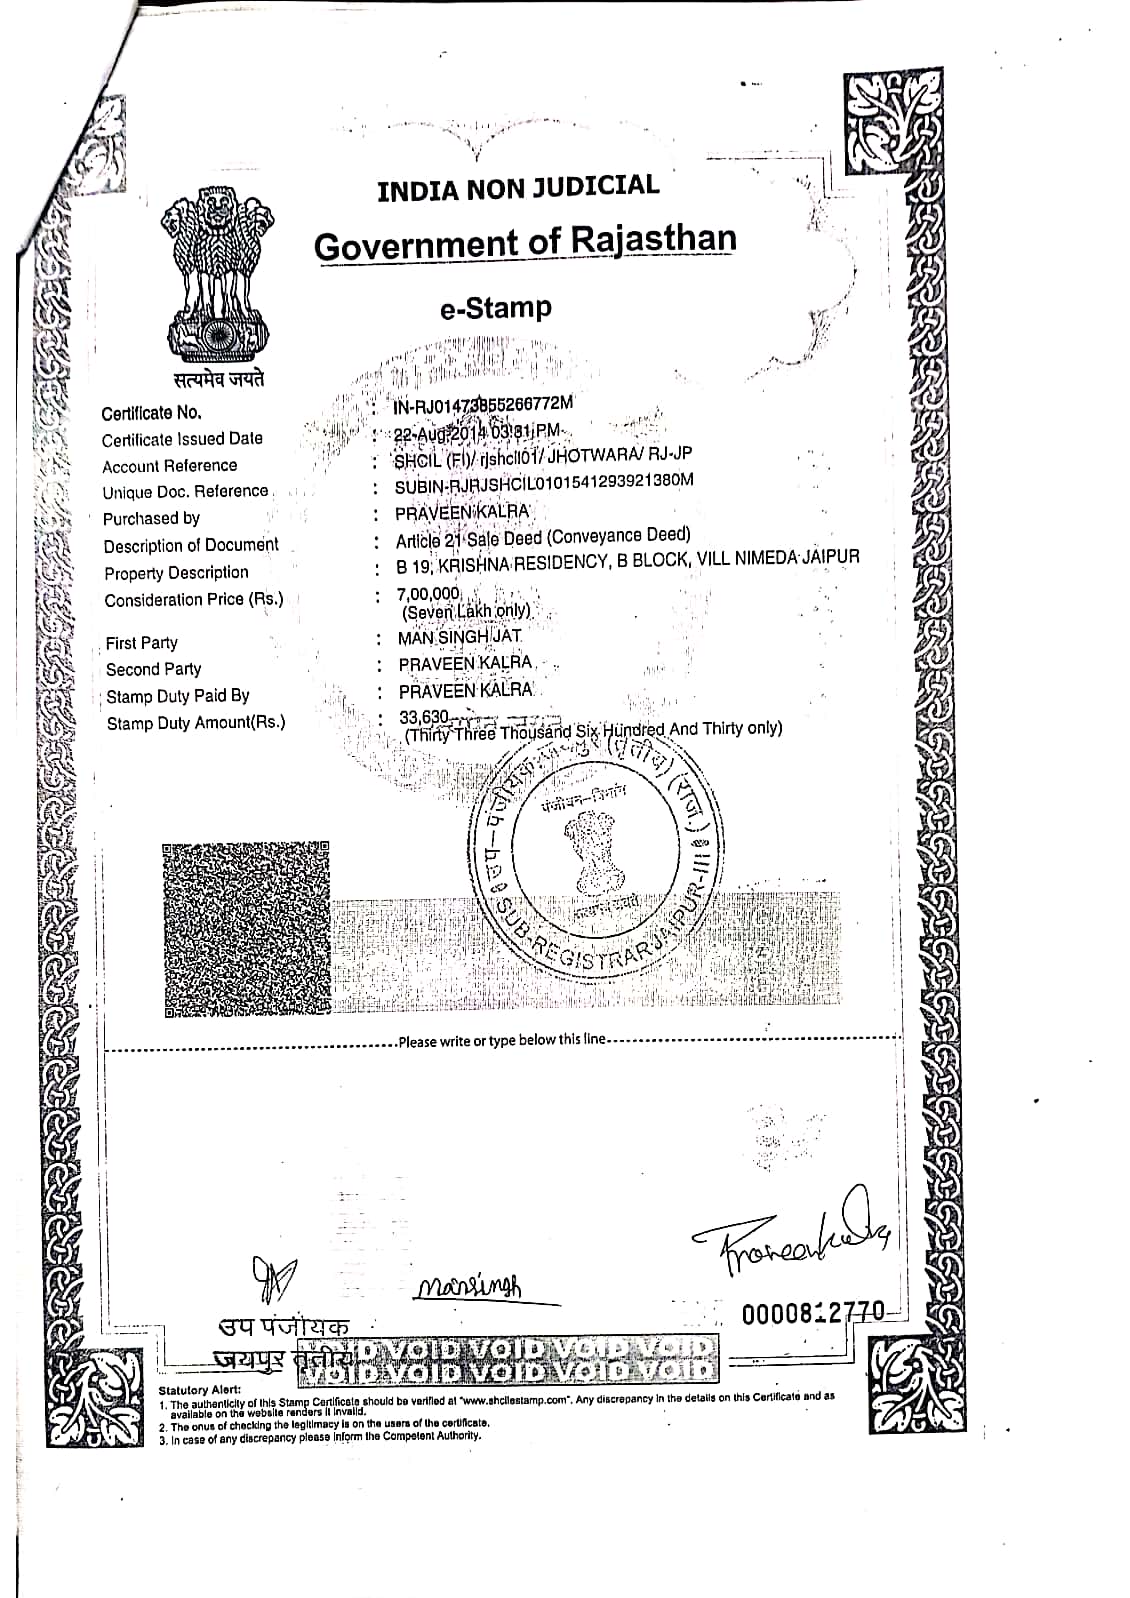 INDIA NON JUDICIAL
Government of Rajasthan
e-Stamp
सत्यमेव जयते
Certificate No. : IN-RJ01473855266772M
Certificate Issued Date : 22-Aug-2014 03:31 PM
Account Reference : SHCIL (FI)/ rjshcil01/ JHOTWARA/ RJ-JP
Unique Doc. Reference : SUBIN-RJRJSHCIL0101541293921380M
Purchased by : PRAVEEN KALRA
Description of Document : Article 21 Sale Deed (Conveyance Deed)
Property Description : B 19, KRISHNA RESIDENCY, B BLOCK, VILL NIMEDA JAIPUR
Consideration Price (Rs.) : 7,00,000
(Seven Lakh only)
First Party : MAN SINGH JAT
Second Party : PRAVEEN KALRA
Stamp Duty Paid By : PRAVEEN KALRA
Stamp Duty Amount(Rs.) : 33,630
(Thirty Three Thousand Six Hundred And Thirty only)
पंजीयक (तृतीय) (राज.)
पंजीयन-विभाग
सत्यमेव जयते
SUB-REGISTRAR JAIPUR-III
Please write or type below this line
Mansingh
Praveen Kalra
0000812770
उप पंजीयक
जयपुर तृतीय
VOID VOID VOID VOID
VOID VOID VOID VOID
Statutory Alert:
1. The authenticity of this Stamp Certificate should be verified at "www.shcilestamp.com". Any discrepancy in the details on this Certificate and as
available on the website renders it invalid.
2. The onus of checking the legitimacy is on the users of the certificate.
3. In case of any discrepancy please inform the Competent Authority.